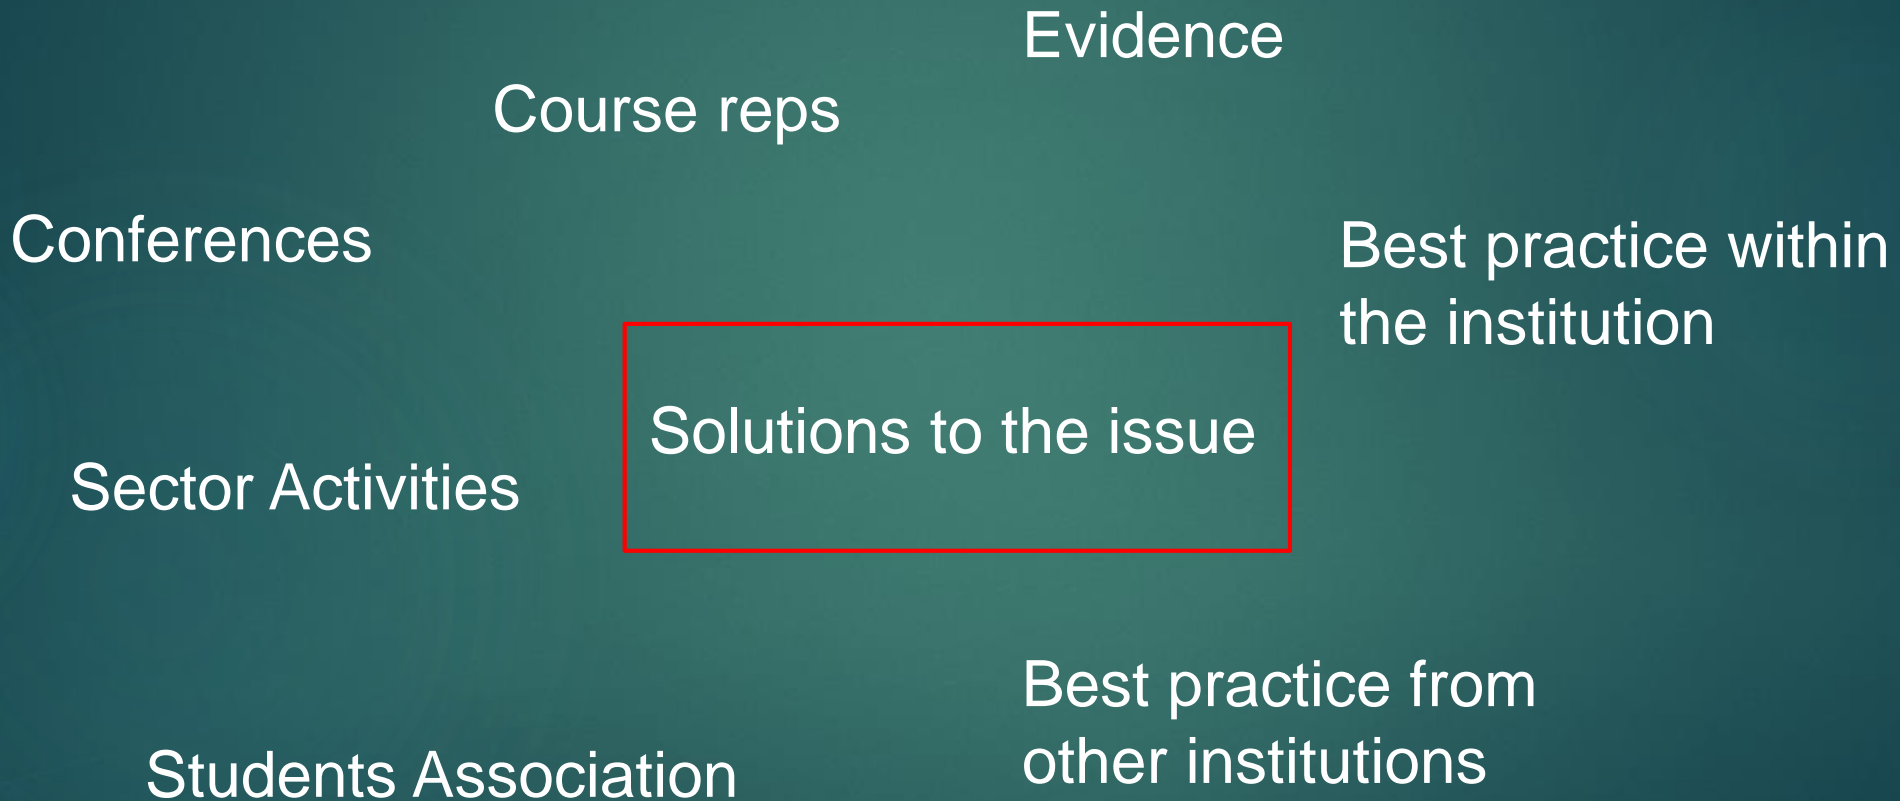 Evidence
Course reps
Conferences
Best practice within
the institution
Solutions to the issue
Sector Activities
Best practice from
other institutions
Students Association